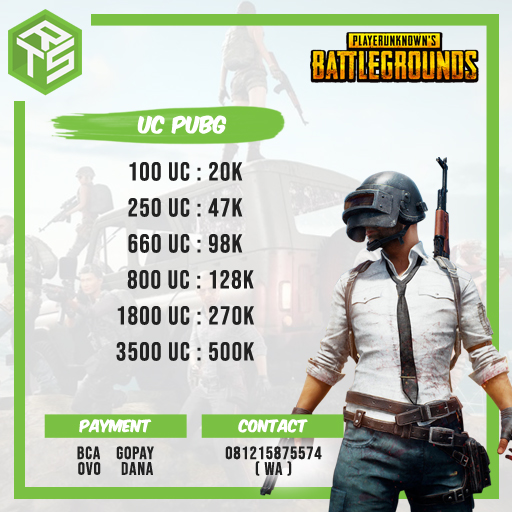 RTS
PLAYERUNKNOWN'S
BATTLEGROUNDS
UC PUBG
100 UC : 20K
250 UC : 47K
660 UC : 98K
800 UC : 128K
1800 UC : 270K
3500 UC : 500K
PAYMENT
BCA GOPAY
OVO DANA
CONTACT
081215875574
( WA )